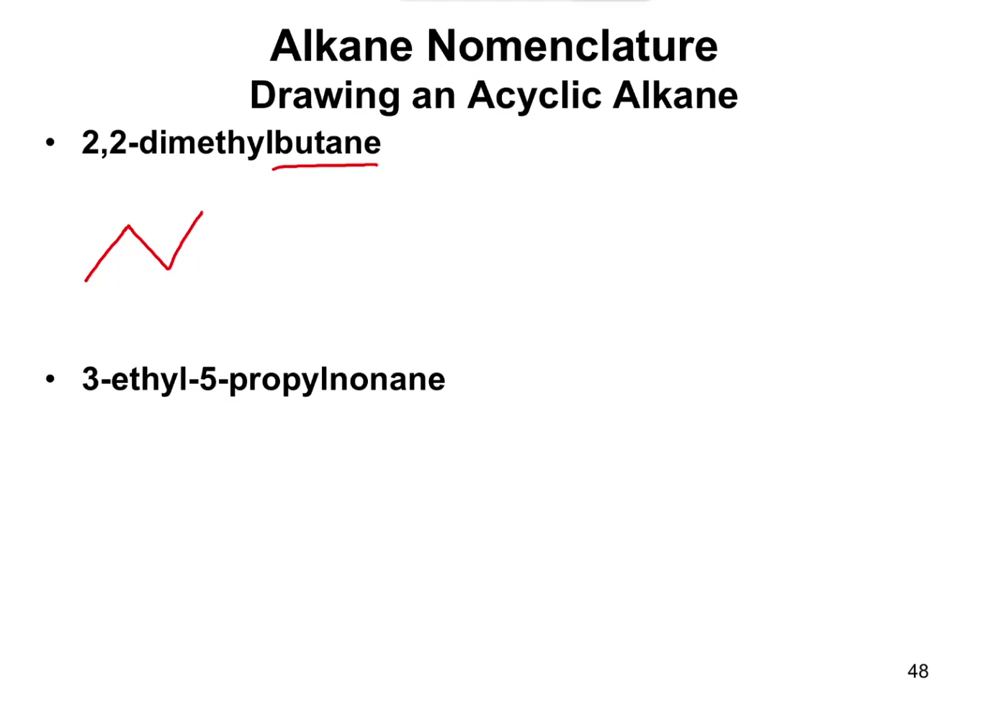 Alkane Nomenclature
Drawing an Acyclic Alkane
• 2,2-dimethylbutane
• 3-ethyl-5-propylnonane
48